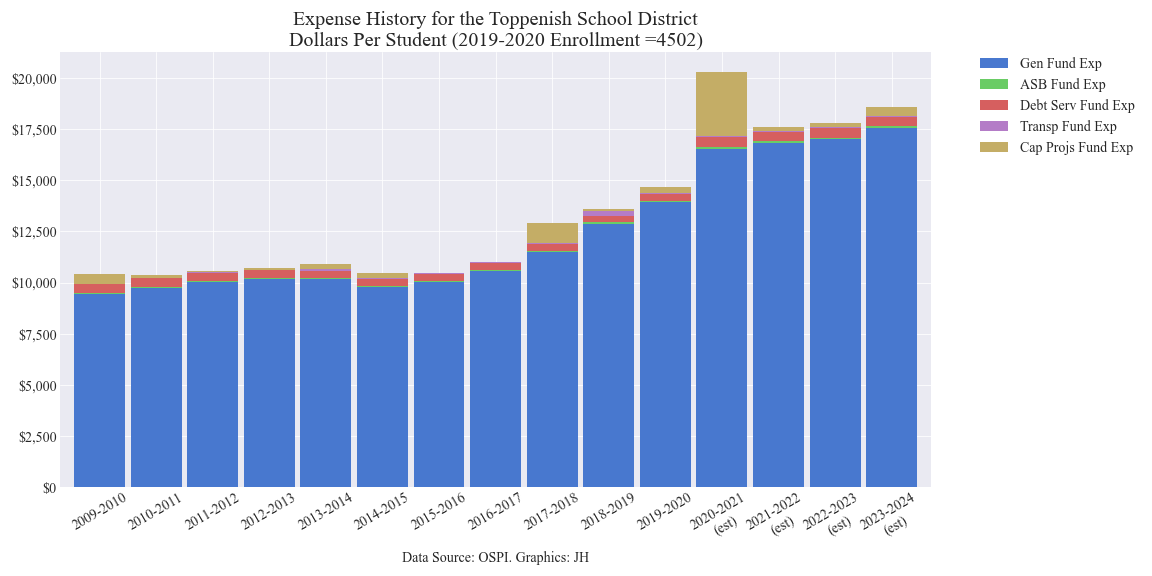 Expense History for the Toppenish School District
Dollars Per Student (2019-2020 Enrollment =4502)
Gen Fund Exp
ASB Fund Exp
Debt Serv Fund Exp
Transp Fund Exp
Cap Projs Fund Exp
$20,000
$17,500
$15,000
$12,500
$10,000
$7,500
$5,000
$2,500
$0
2009-2010
2010-2011
2011-2012
2012-2013
2013-2014
2014-2015
2015-2016
2016-2017
2017-2018
2018-2019
2019-2020
2020-2021
(est)
2021-2022
(est)
2022-2023
(est)
2023-2024
(est)
Data Source: OSPI. Graphics: JH